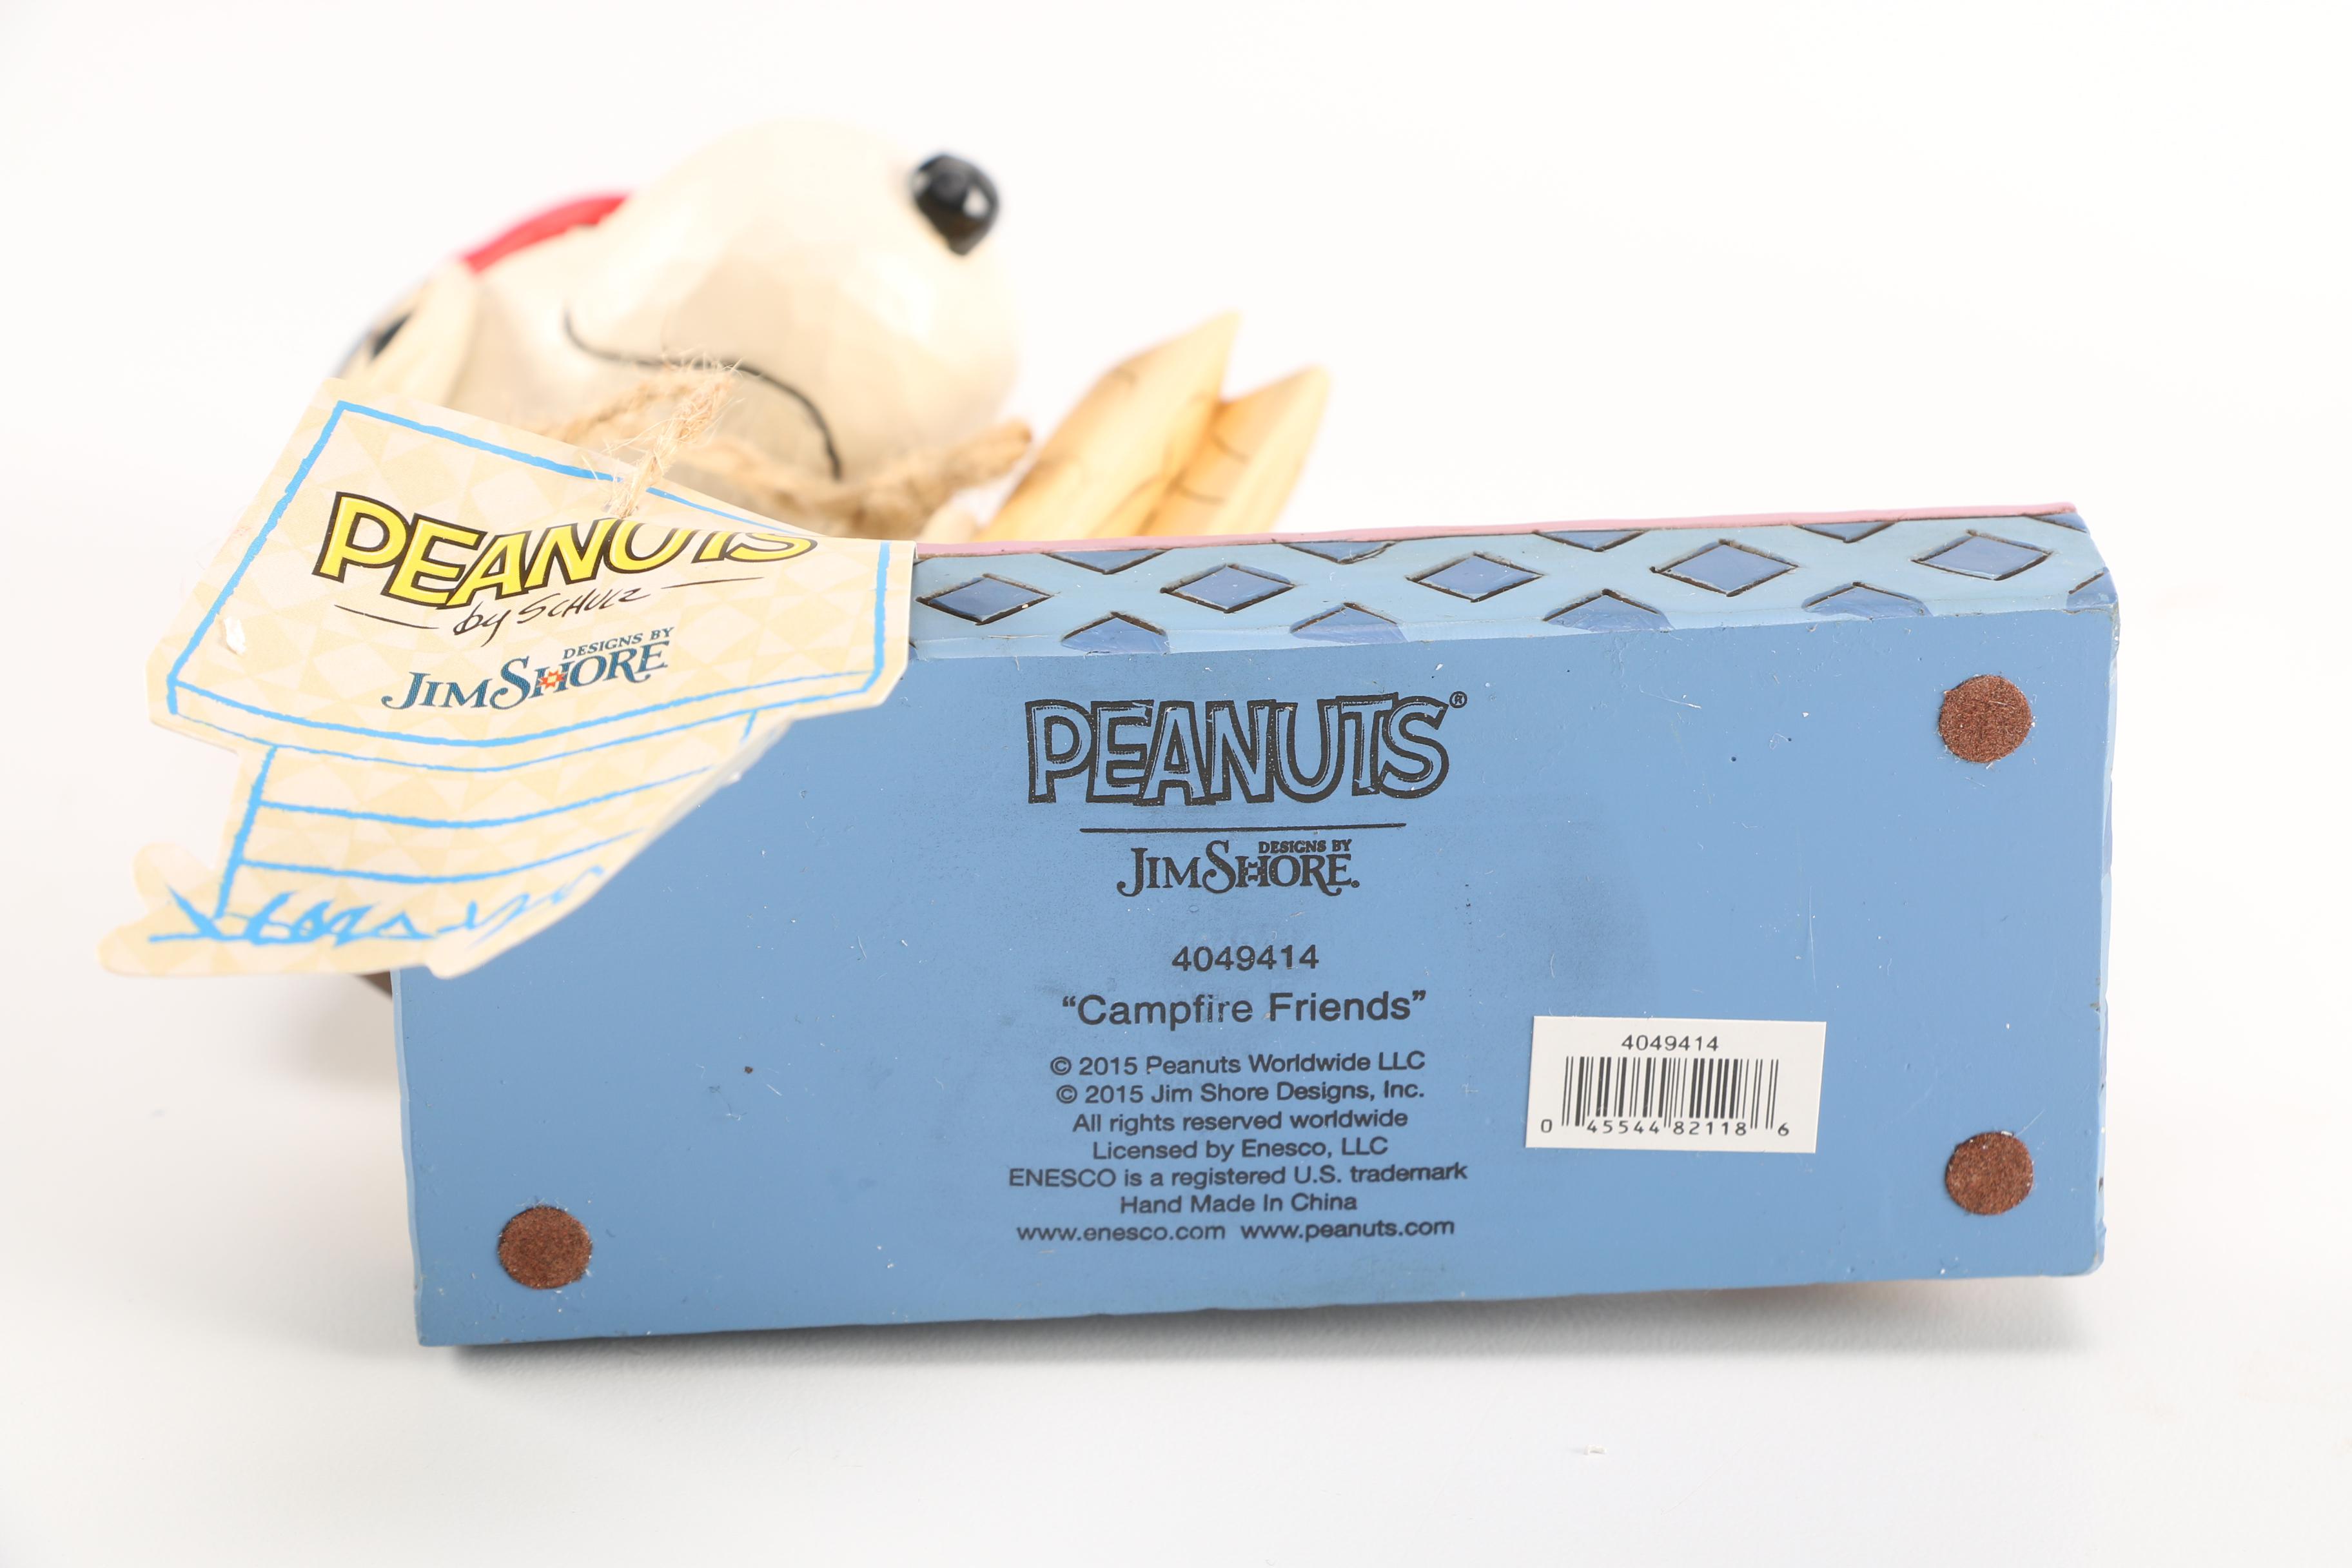 PEANUTS
by SCHULZ
DESIGNS BY
JIM SHORE
PEANUTS®
DESIGNS BY
JIM SHORE®
4049414
“Campfire Friends”
© 2015 Peanuts Worldwide LLC
© 2015 Jim Shore Designs, Inc.
All rights reserved worldwide
Licensed by Enesco, LLC
ENESCO is a registered U.S. trademark
Hand Made In China
www.enesco.com www.peanuts.com
4049414
0 45544 82118 6